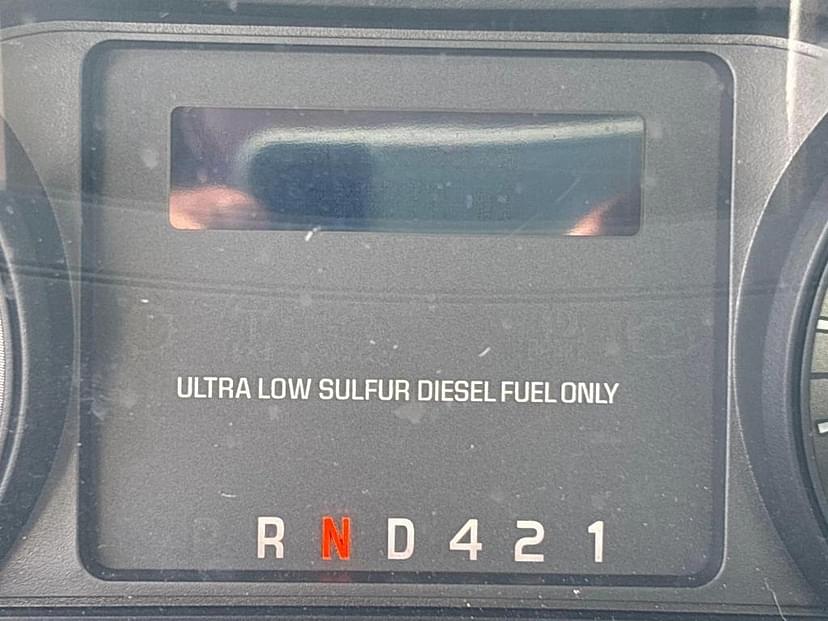 ULTRA LOW SULFUR DIESEL FUEL ONLY
R N D 4 2 1